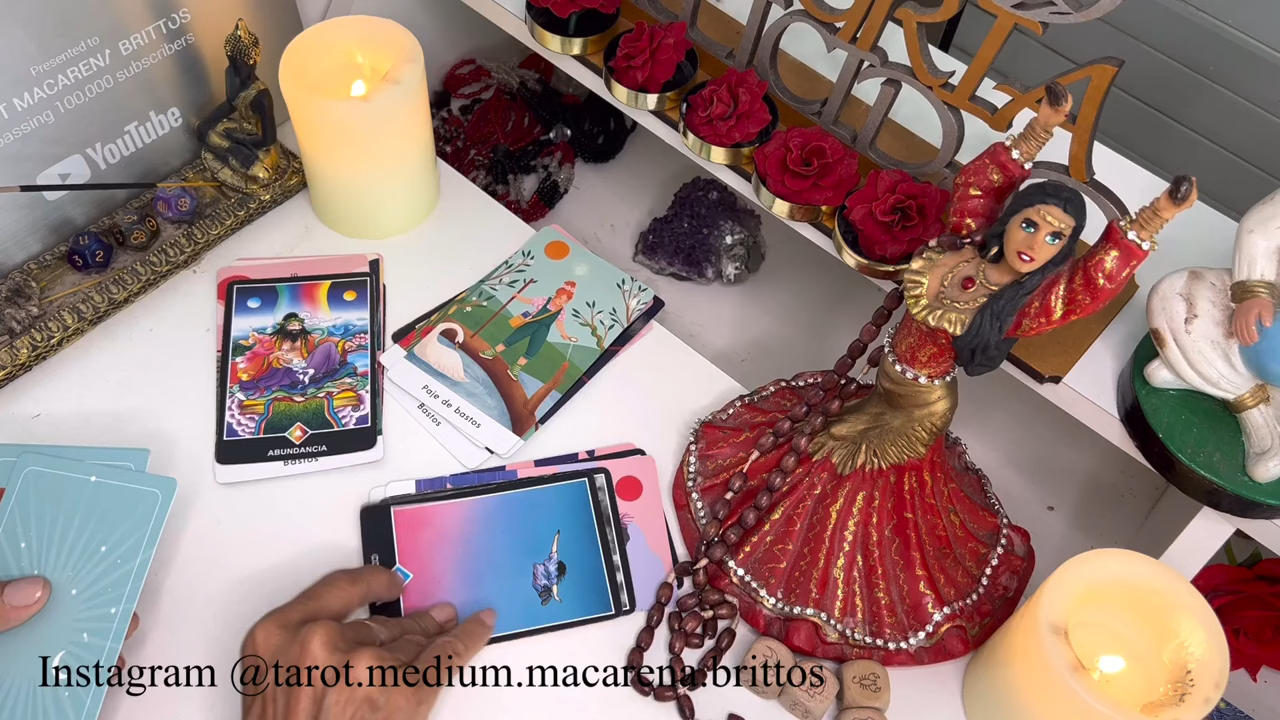 Presented to
T MACARENA BRITTOS
passing 100,000 subscribers
YouTube
ABUNDANCIA
Bastos
Paje de bastos
Bastos
Instagram @tarot.medium.macarena.brittos